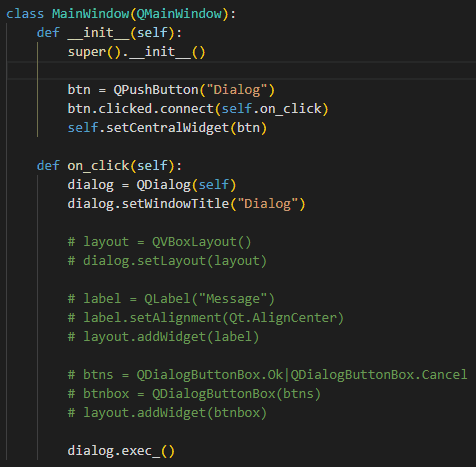 class MainWindow(QMainWindow):
    def __init__(self):
        super().__init__()
        btn = QPushButton("Dialog")
        btn.clicked.connect(self.on_click)
        self.setCentralWidget(btn)
    def on_click(self):
        dialog = QDialog(self)
        dialog.setWindowTitle("Dialog")
        # layout = QVBoxLayout()
        # dialog.setLayout(layout)
        # label = QLabel("Message")
        # label.setAlignment(Qt.AlignCenter)
        # layout.addWidget(label)
        # btns = QDialogButtonBox.Ok|QDialogButtonBox.Cancel
        # btnbox = QDialogButtonBox(btns)
        # layout.addWidget(btnbox)
        dialog.exec_()